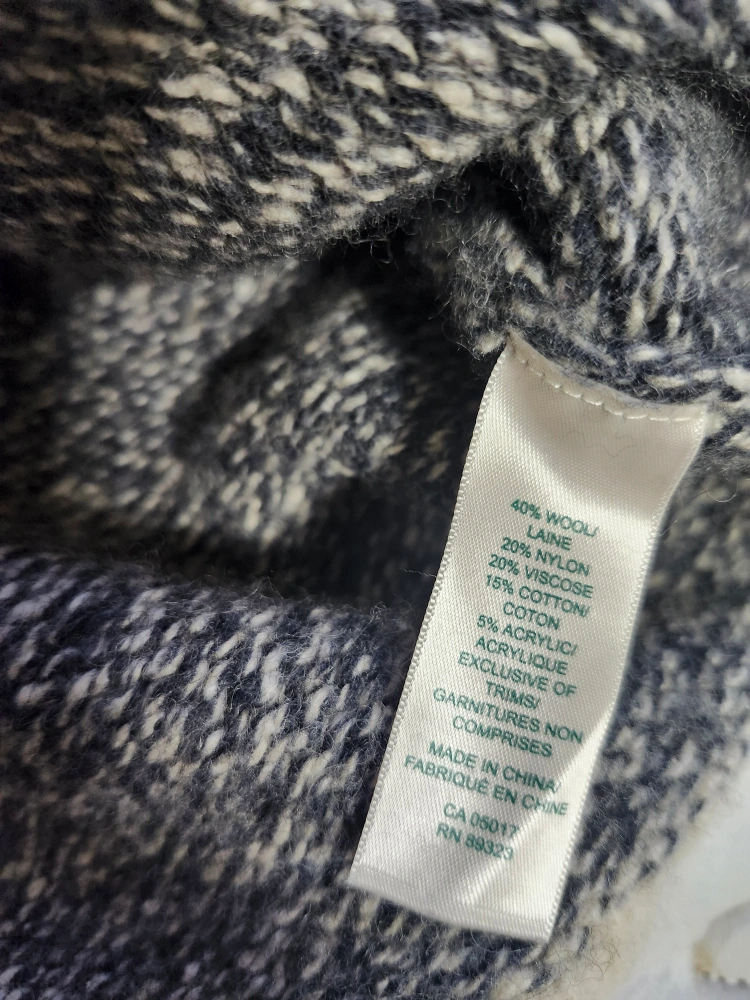 40% WOOL/
LAINE
20% NYLON
20% VISCOSE
15% COTTON/
COTON
5% ACRYLIC/
ACRYLIQUE
EXCLUSIVE OF
TRIMS/
GARNITURES NON
COMPRISES
MADE IN CHINA/
FABRIQUÉ EN CHINE
CA 05017
RN 89323